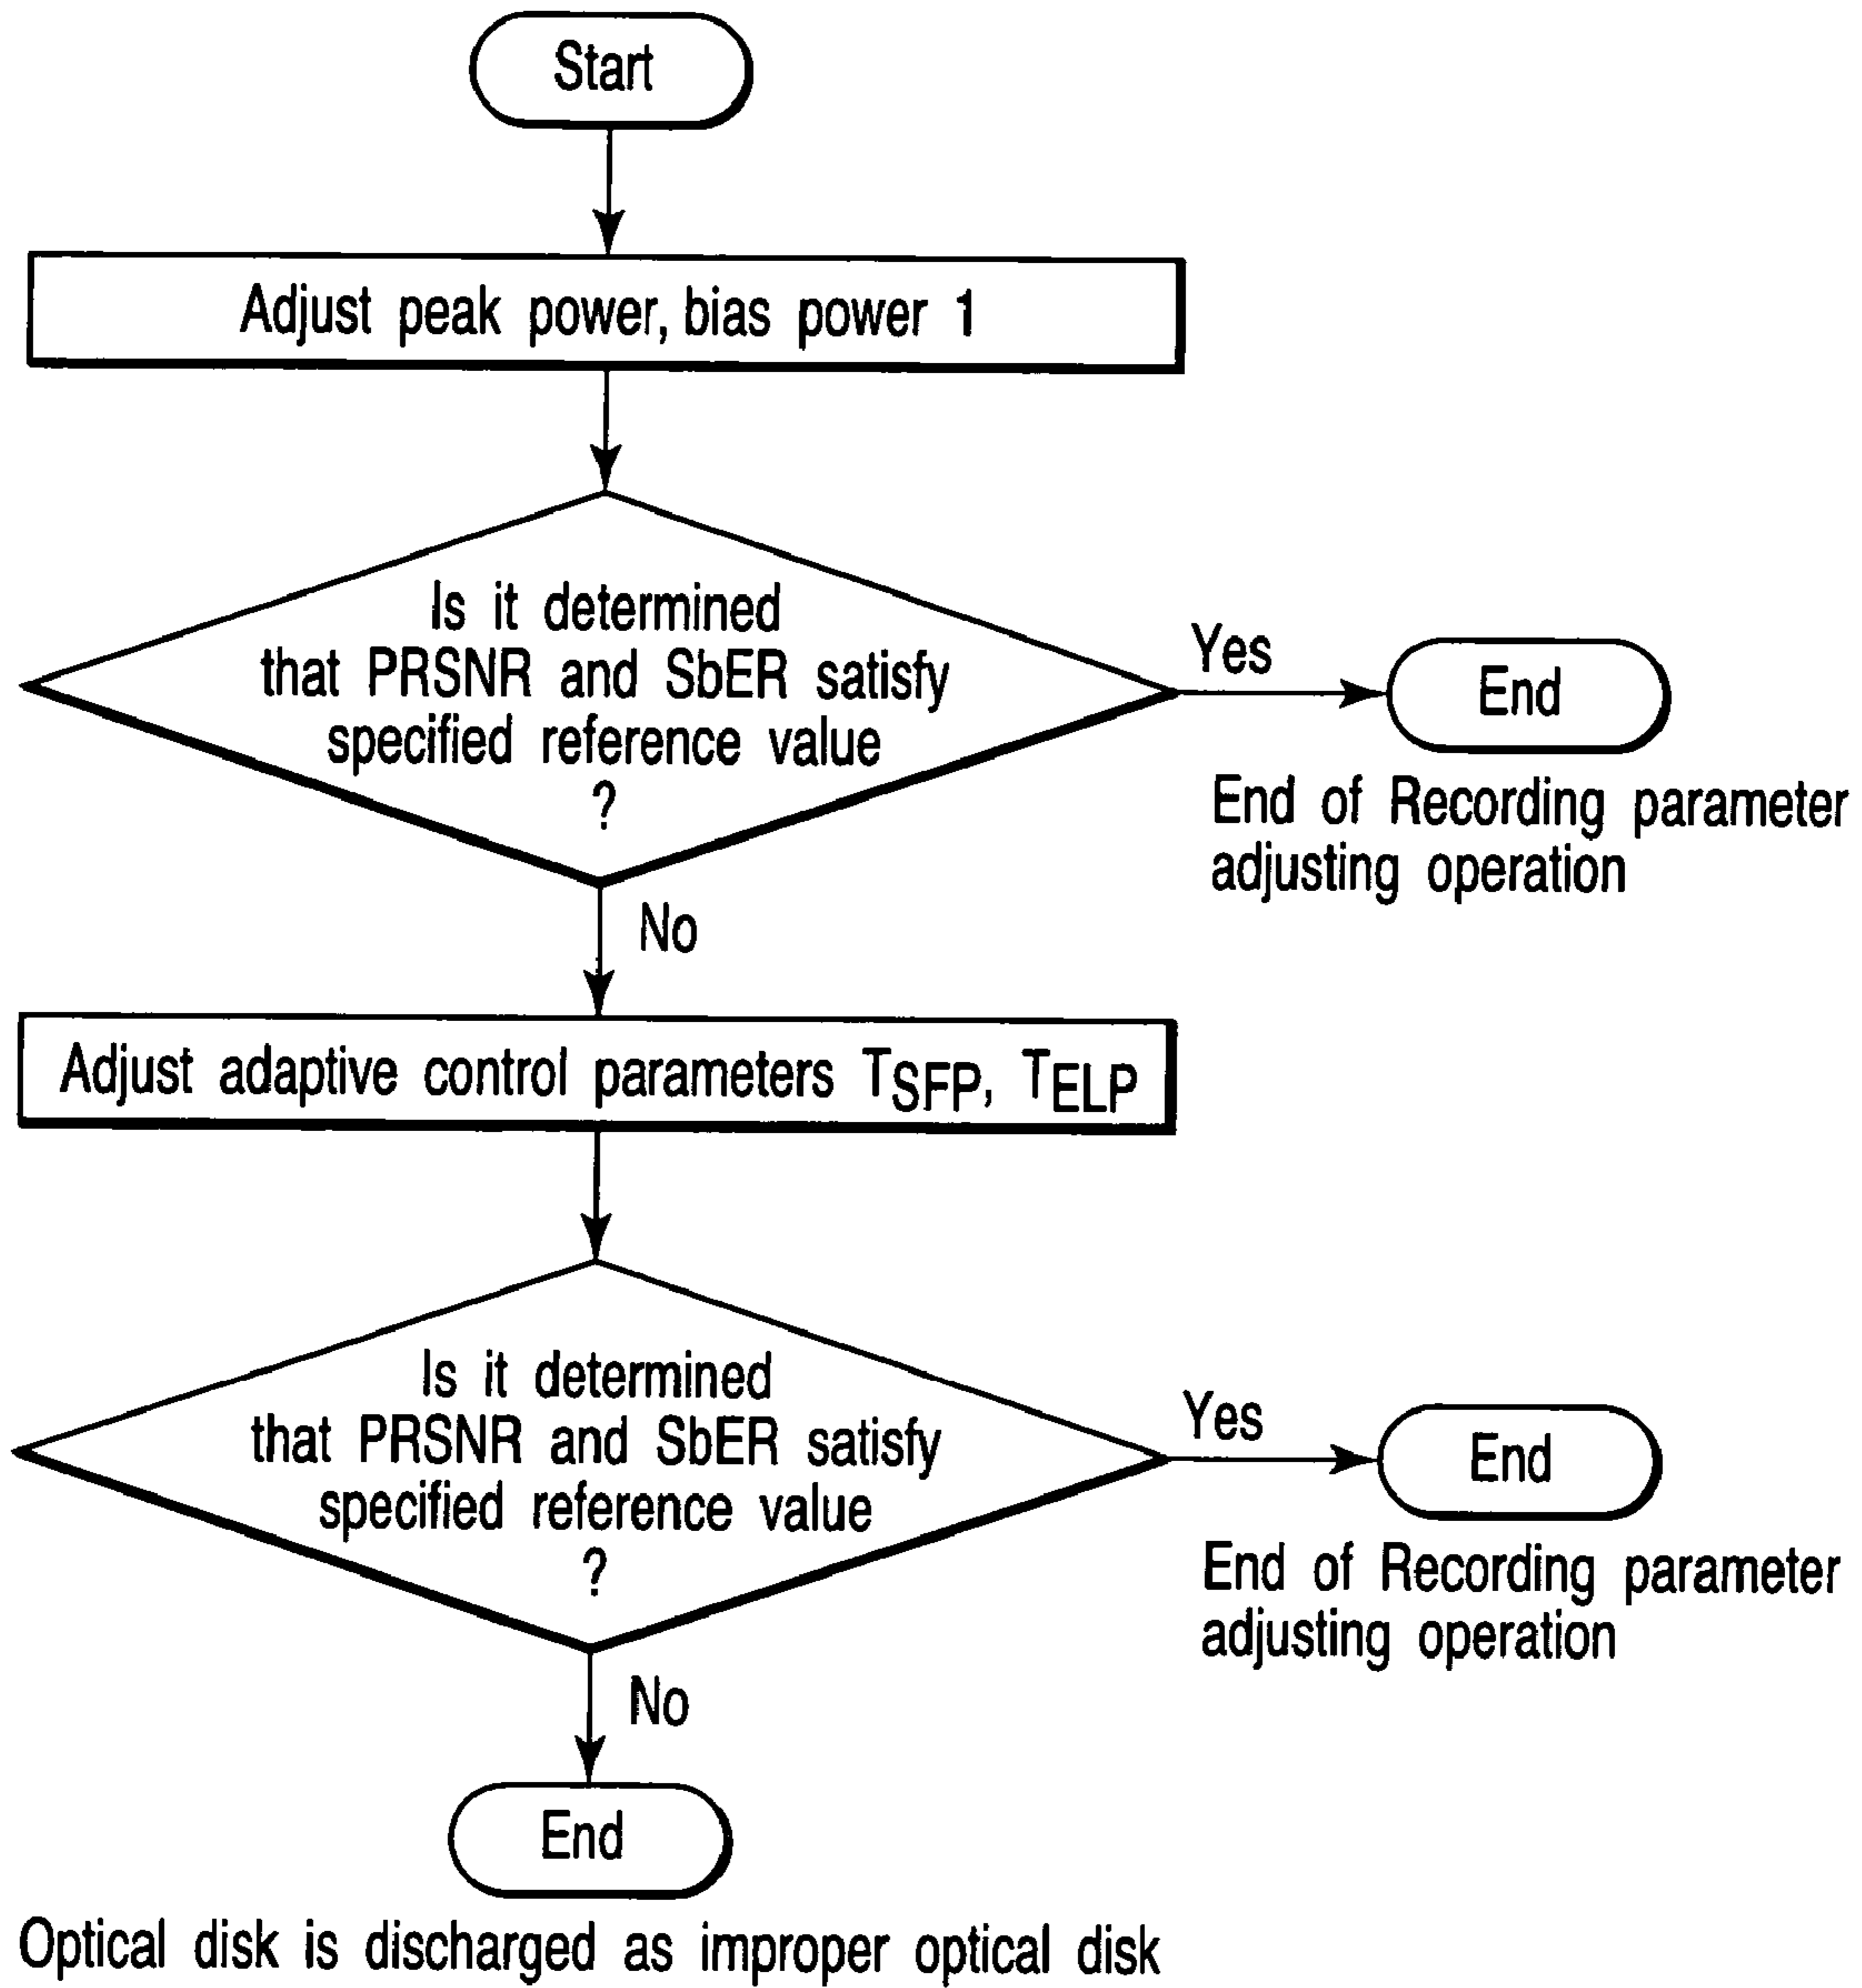 Start
Adjust peak power, bias power 1
Is it determined
that PRSNR and SbER satisfy
specified reference value
?
Yes
End
End of Recording parameter
adjusting operation
No
Adjust adaptive control parameters TSFP, TELP
Is it determined
that PRSNR and SbER satisfy
specified reference value
?
Yes
End
End of Recording parameter
adjusting operation
No
End
Optical disk is discharged as improper optical disk